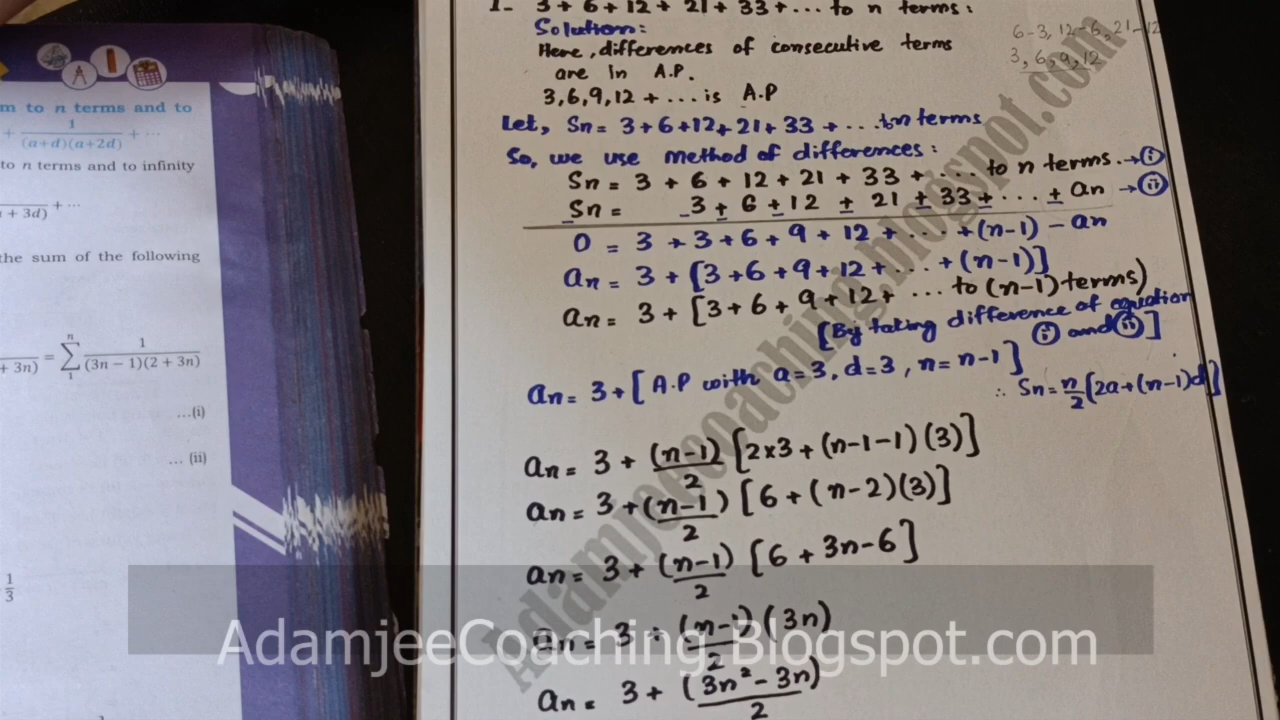 m to n terms and to
+ 1/(a+d)(a+2d) + ...
to n terms and to infinity
+ 3d) + ...
the sum of the following
+ 3n) = ∑ n 1 1/(3n − 1)(2 + 3n)
...(i)
... (ii)
1/3
1- 3 + 6 + 12 + 21 + 33 + ... to n terms:
Solution:
Here, differences of consecutive terms
are in A.P.
3,6,9,12 + ... is A.P
6-3, 12-6, 21-12
3, 6, 9, 12
Let, Sn = 3+6+12+21+33 + ... to n terms
So, we use method of differences:
Sn = 3 + 6 + 12 + 21 + 33 + ... to n terms. → (i)
_Sn = _3 ± 6 ± 12 ± 21 ± 33 ± ... ± an → (ii)
0 = 3 + 3 + 6 + 9 + 12 + ... + (n-1) - an
an = 3 + [3+6+9+12+ ... + (n-1)]
an = 3 + [3+6+9+12+ ... to (n-1) terms)
[By taking difference of equation
(i) and (ii)]
an = 3 + [A.P with a=3, d=3, n=n-1]
∴ Sn = n/2 [2a+(n-1)d]
an = 3 + (n-1)/2 [2×3 + (n-1-1)(3)]
an = 3 + (n-1)/2 [6 + (n-2)(3)]
an = 3 + (n-1)/2 [6 + 3n-6]
an = 3 + (n-1)/2 (3n)
an = 3 + (3n² - 3n)/2
Adamjeecoaching.blogspot.com
AdamjeeCoaching.Blogspot.com